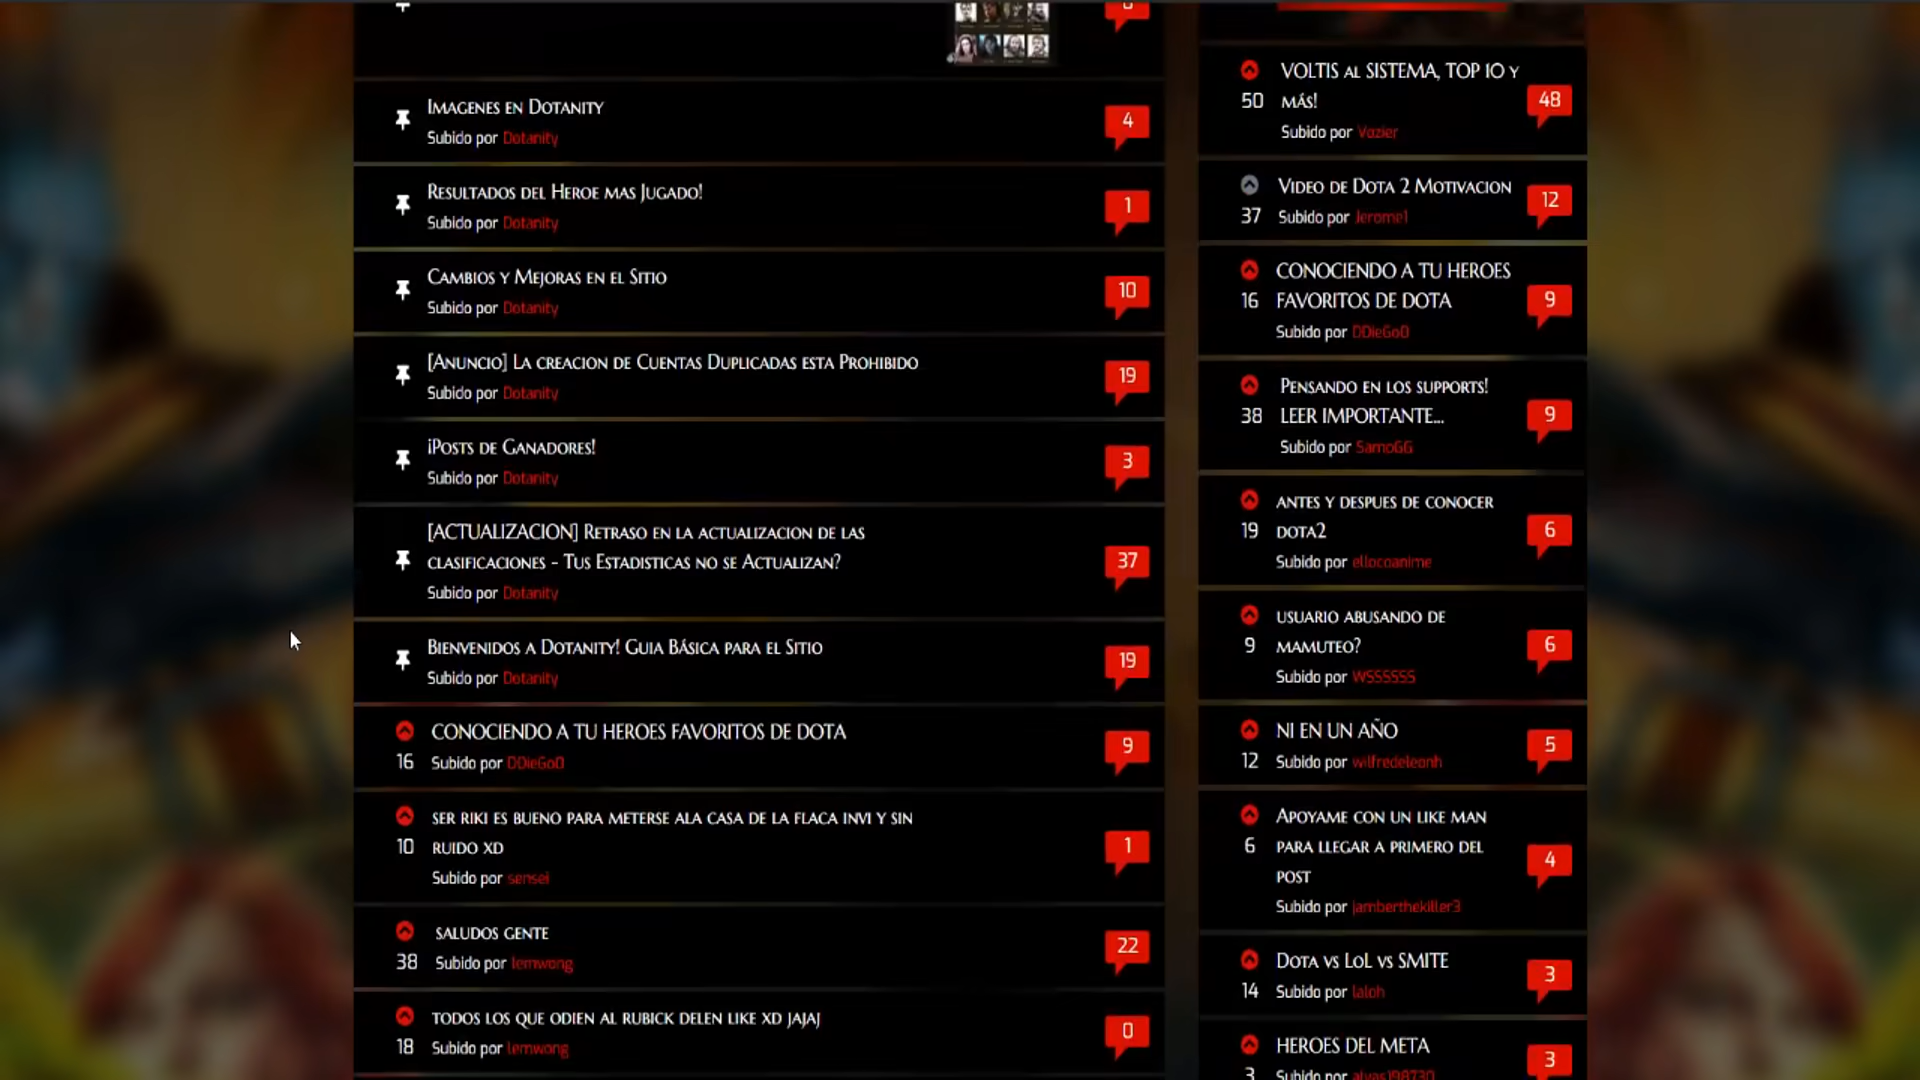 IMAGENES EN DOTANITY
Subido por Dotanity
4
RESULTADOS DEL HEROE MAS JUGADO!
Subido por Dotanity
1
CAMBIOS Y MEJORAS EN EL SITIO
Subido por Dotanity
10
[ANUNCIO] LA CREACION DE CUENTAS DUPLICADAS ESTA PROHIBIDO
Subido por Dotanity
19
¡POSTS DE GANADORES!
Subido por Dotanity
3
[ACTUALIZACION] RETRASO EN LA ACTUALIZACION DE LAS
CLASIFICACIONES - TUS ESTADISTICAS NO SE ACTUALIZAN?
Subido por Dotanity
37
BIENVENIDOS A DOTANITY! GUIA BÁSICA PARA EL SITIO
Subido por Dotanity
19
CONOCIENDO A TU HEROES FAVORITOS DE DOTA
16 Subido por DDieGoD
9
SER RIKI ES BUENO PARA METERSE ALA CASA DE LA FLACA INVI Y SIN
10 RUIDO XD
Subido por sensei
1
SALUDOS GENTE
38 Subido por lemwong
22
TODOS LOS QUE ODIEN AL RUBICK DELEN LIKE XD JAJAJ
18 Subido por lemwong
0
VOLTIS AL SISTEMA, TOP 10 Y
50 MÁS!
Subido por Vazier
48
VIDEO DE DOTA 2 MOTIVACION
37 Subido por Jerome1
12
CONOCIENDO A TU HEROES
16 FAVORITOS DE DOTA
Subido por DDieGoD
9
PENSANDO EN LOS SUPPORTS!
38 LEER IMPORTANTE...
Subido por SamoGG
9
ANTES Y DESPUES DE CONOCER
19 DOTA2
Subido por ellocoanime
6
USUARIO ABUSANDO DE
9 MAMUTEO?
Subido por WSSSSSS
6
NI EN UN AÑO
12 Subido por wilfredeleonh
5
APOYAME CON UN LIKE MAN
6 PARA LLEGAR A PRIMERO DEL
POST
Subido por jamberthekiller3
4
DOTA VS LOL VS SMITE
14 Subido por laloh
3
HEROES DEL META
3 Subido por
3